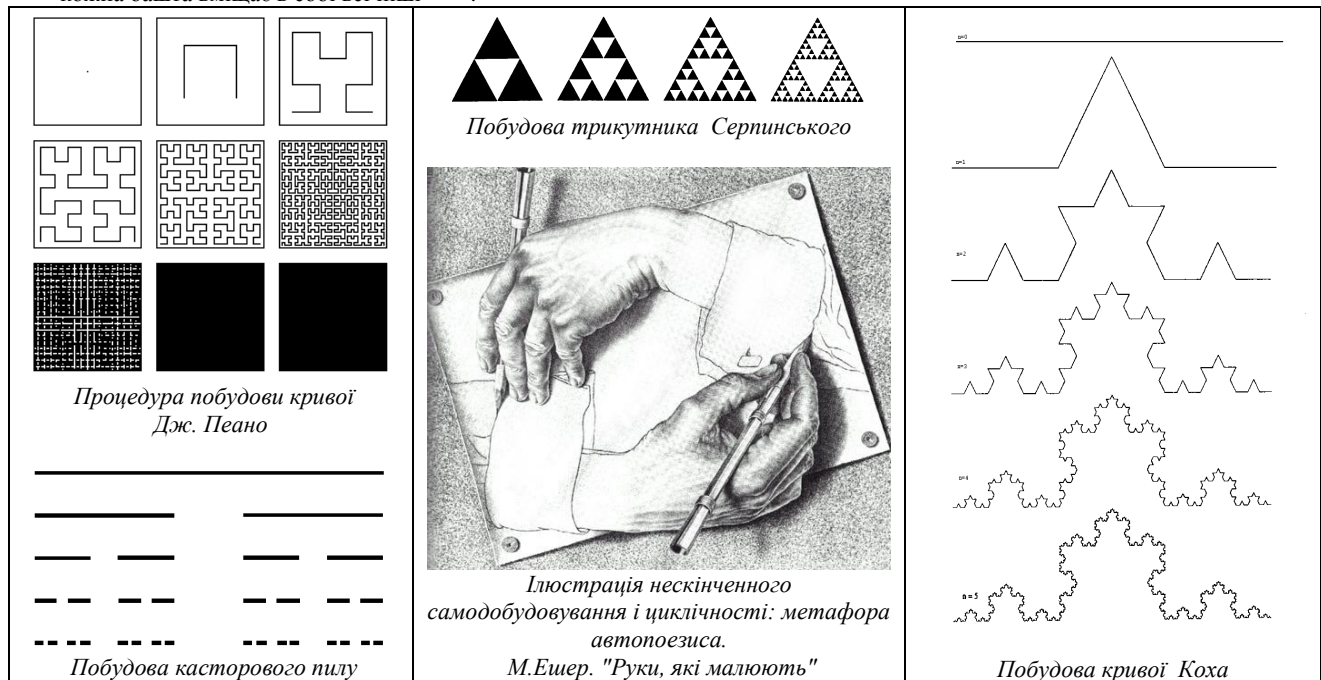 Процедура побудови кривої
Дж. Пеано
Побудова касторового пилу
Побудова трикутника Серпинського
Ілюстрація нескінченного
самодобудовування і циклічності: метафора
автопоезиса.
М.Ешер. "Руки, які малюють"
n=0
n=1
n=2
n=3
n=4
n = 5
Побудова кривої Коха